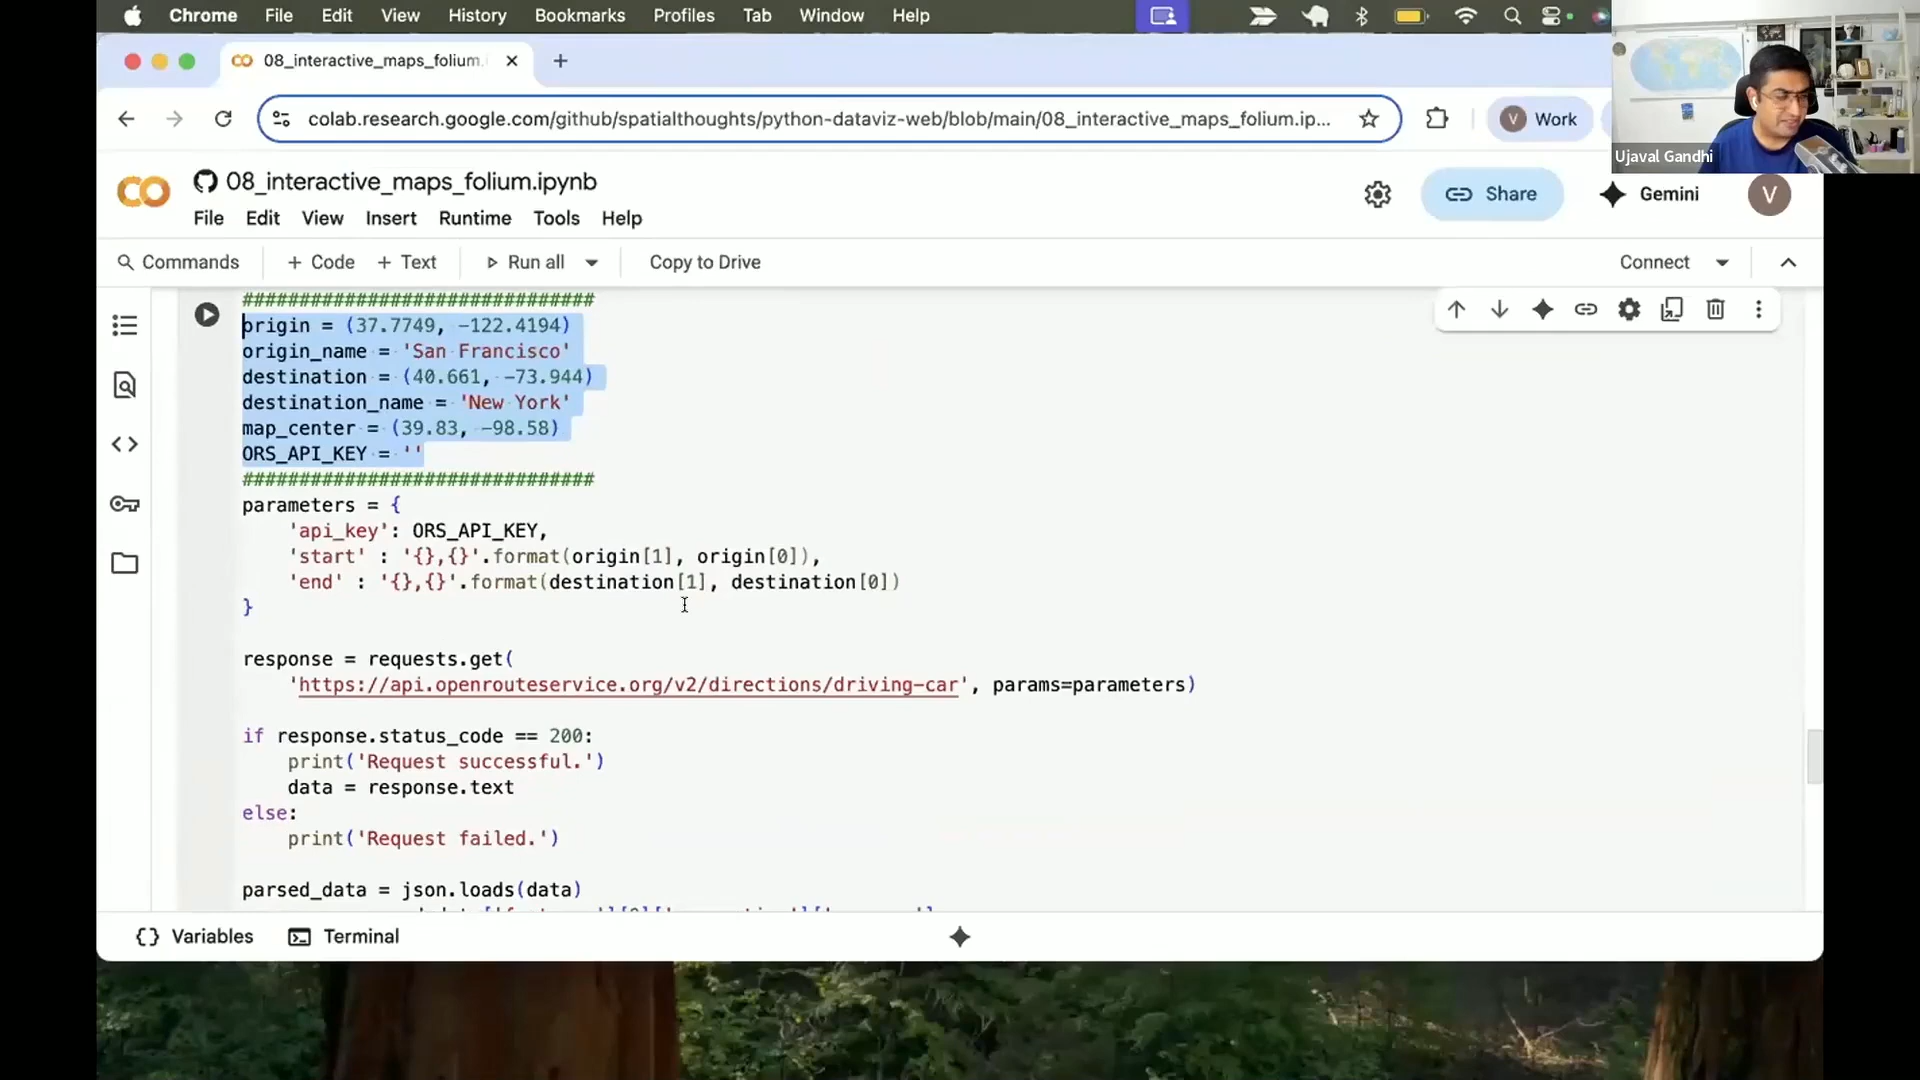 Chrome File Edit View History Bookmarks Profiles Tab Window Help
08_interactive_maps_folium.
colab.research.google.com/github/spatialthoughts/python-dataviz-web/blob/main/08_interactive_maps_folium.ip...
V Work
Ujaval Gandhi
08_interactive_maps_folium.ipynb
Share
Gemini
V
File Edit View Insert Runtime Tools Help
Commands + Code + Text Run all Copy to Drive Connect
###############################
origin = (37.7749, -122.4194)
origin_name = 'San Francisco'
destination = (40.661, -73.944)
destination_name = 'New York'
map_center = (39.83, -98.58)
ORS_API_KEY = ''
###############################
parameters = {
'api_key': ORS_API_KEY,
'start' : '{},{}'.format(origin[1], origin[0]),
'end' : '{},{}'.format(destination[1], destination[0])
}
response = requests.get(
'https://api.openrouteservice.org/v2/directions/driving-car', params=parameters)
if response.status_code == 200:
print('Request successful.')
data = response.text
else:
print('Request failed.')
parsed_data = json.loads(data)
{} Variables Terminal